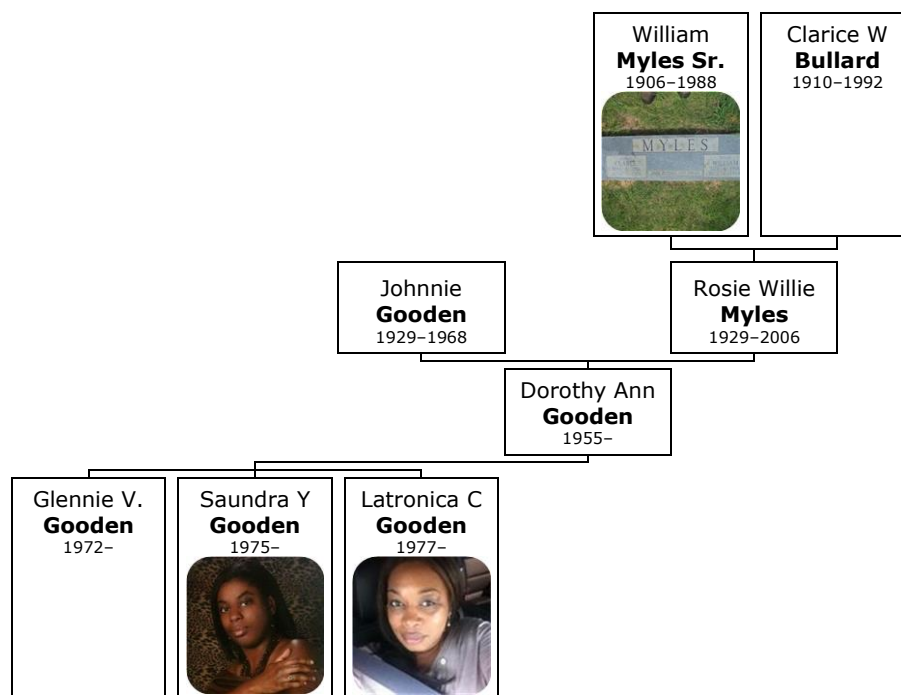 William
Myles Sr.
1906–1988
MYLES
Clarice W
Bullard
1910–1992
Johnnie
Gooden
1929–1968
Rosie Willie
Myles
1929–2006
Dorothy Ann
Gooden
1955–
Glennie V.
Gooden
1972–
Saundra Y
Gooden
1975–
Latronica C
Gooden
1977–